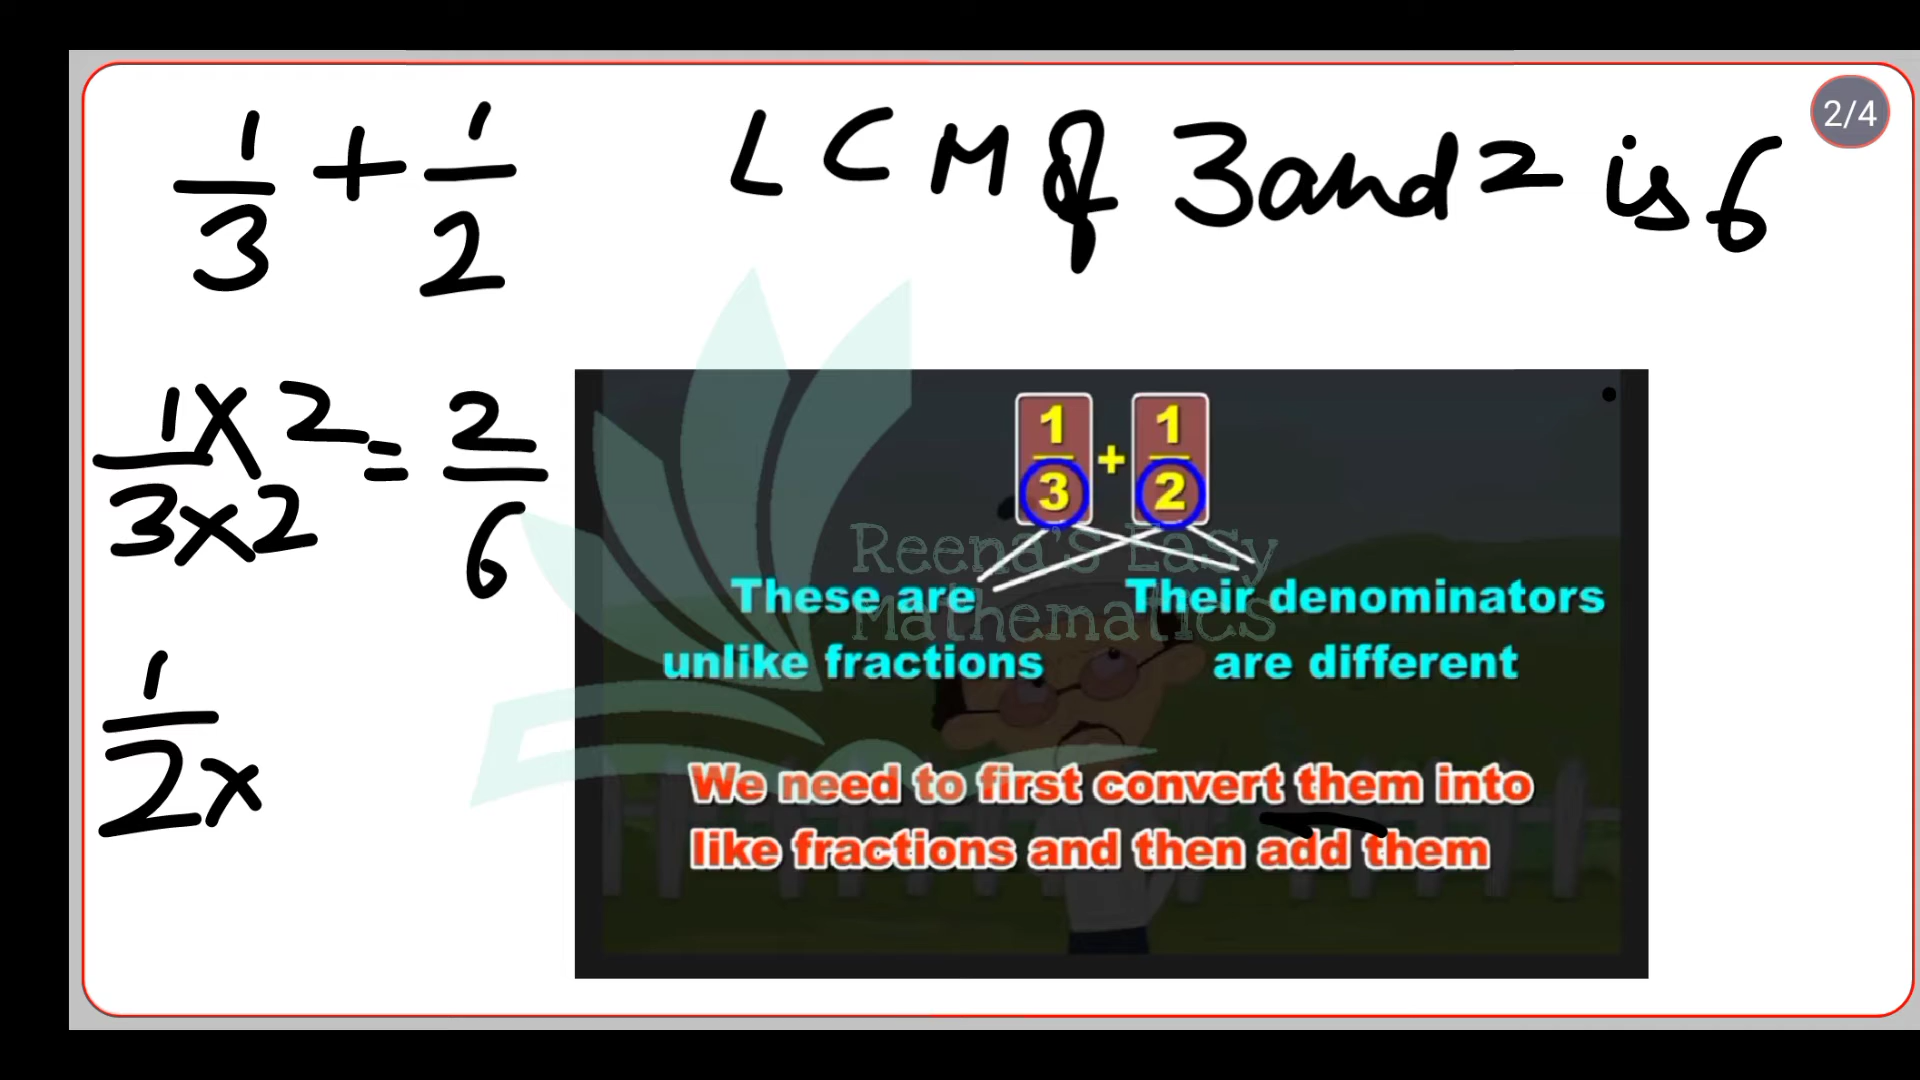 1/3 + 1/2 LCM of 3 and 2 is 6
2/4
1 x 2 / 3 x 2 = 2/6
1 / 2 x
1/3 + 1/2
Reena's Easy
Mathematics
These are
unlike fractions
Their denominators
are different
We need to first convert them into
like fractions and then add them